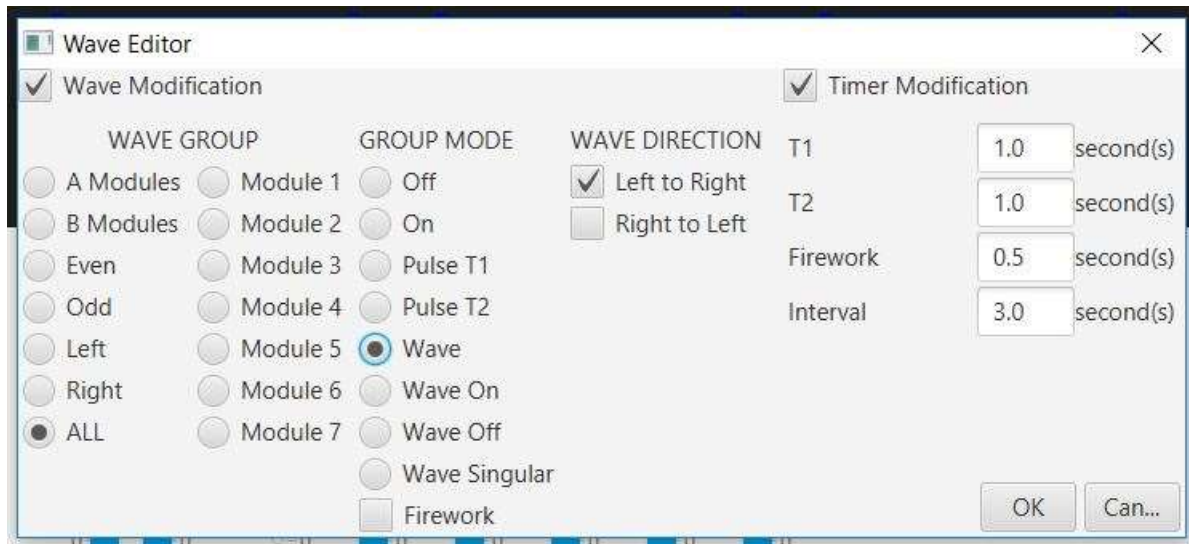 Wave Editor
Wave Modification
Timer Modification
WAVE GROUP
GROUP MODE
WAVE DIRECTION
A Modules
Module 1
Off
Left to Right
B Modules
Module 2
On
Right to Left
Even
Module 3
Pulse T1
Odd
Module 4
Pulse T2
Left
Module 5
Wave
Right
Module 6
Wave On
ALL
Module 7
Wave Off
Wave Singular
Firework
T1 1.0 second(s)
T2 1.0 second(s)
Firework 0.5 second(s)
Interval 3.0 second(s)
OK
Can...